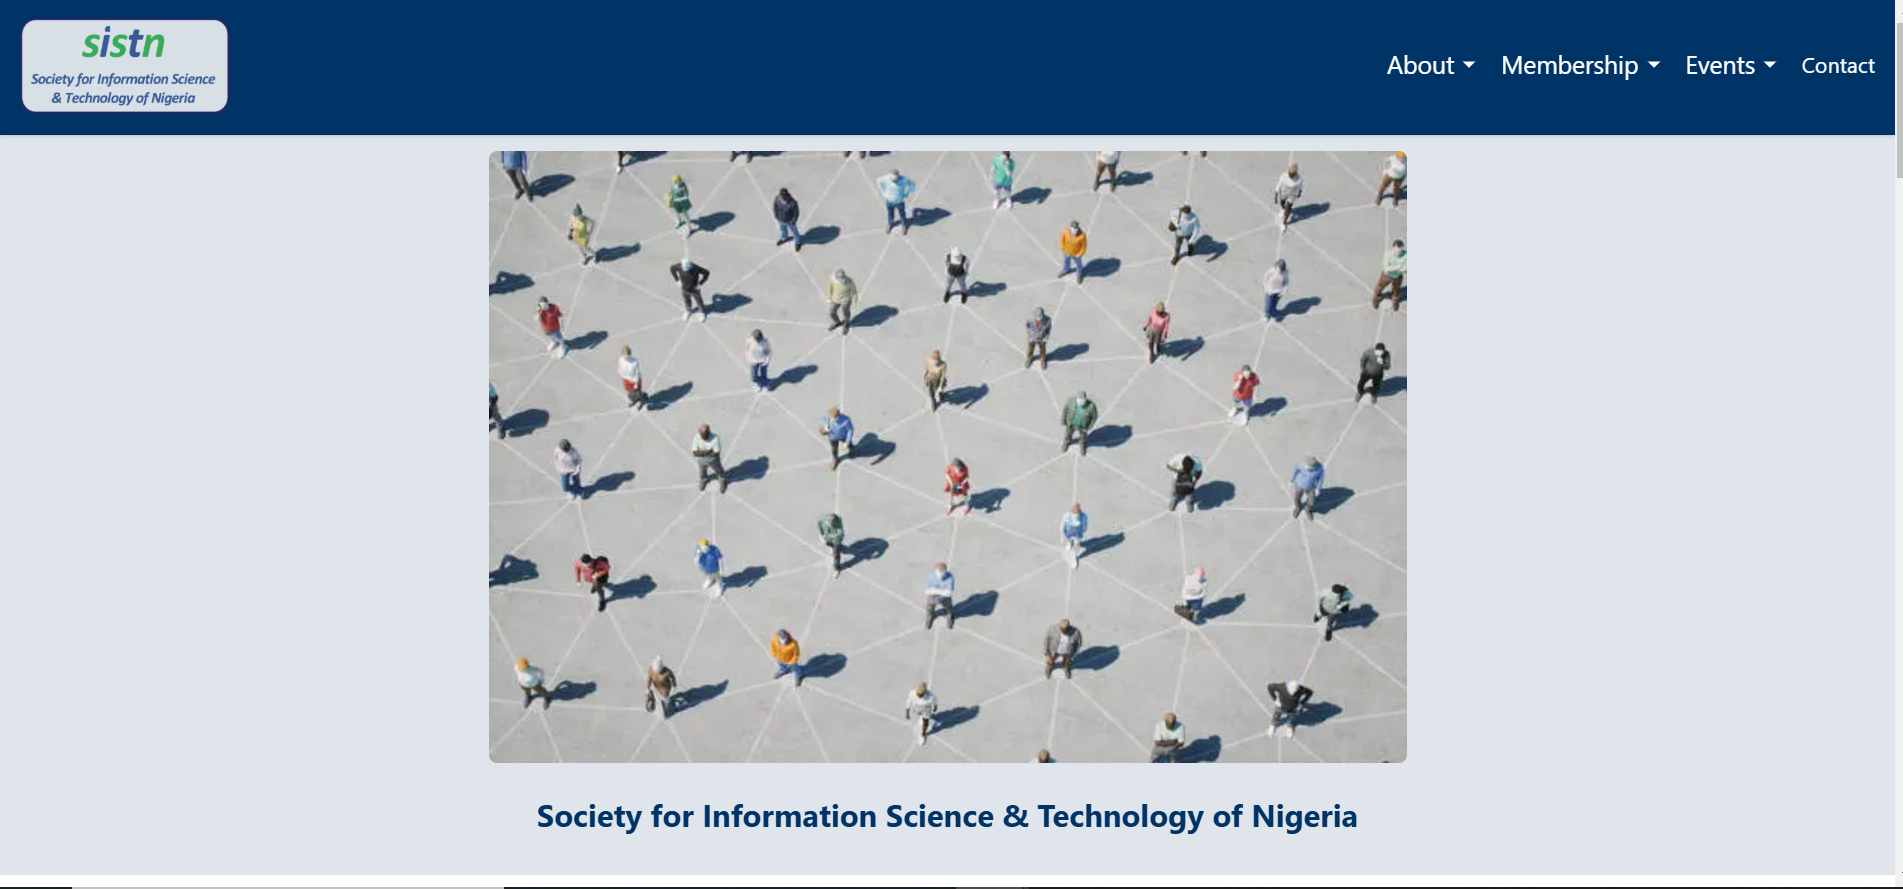 sistn
Society for Information Science
& Technology of Nigeria
About
Membership
Events
Contact
Society for Information Science & Technology of Nigeria